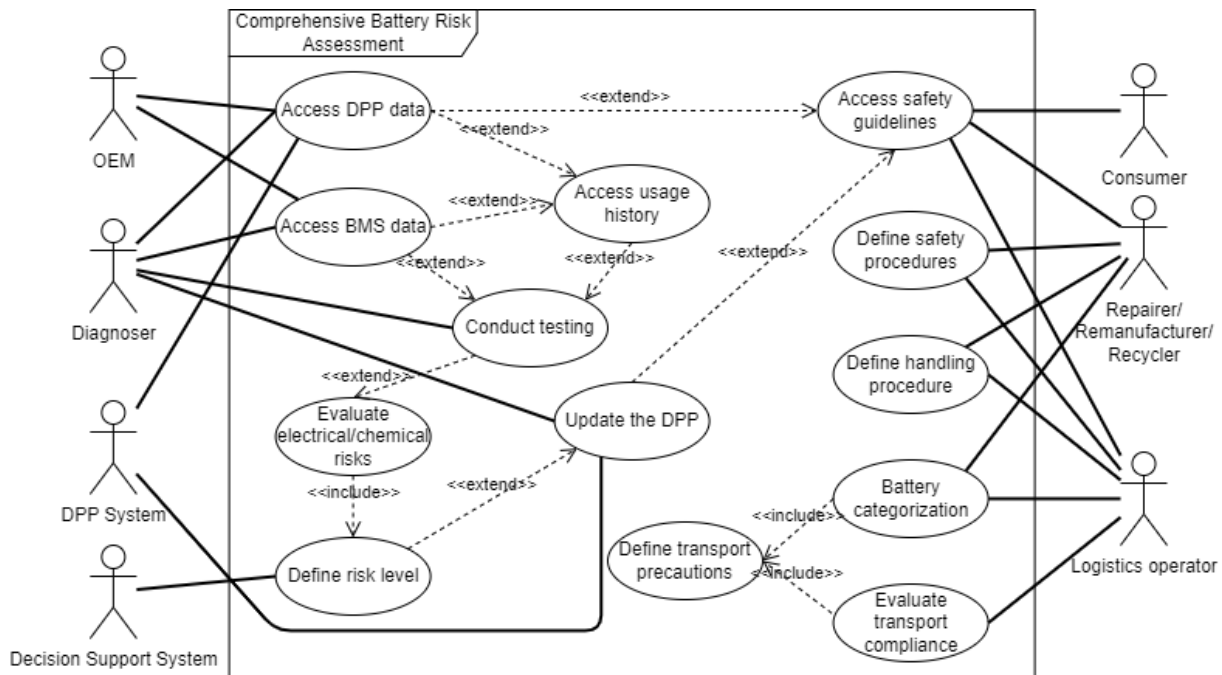 Comprehensive Battery Risk
Assessment
Access DPP data
<<extend>>
Access safety
guidelines
<<extend>>
OEM
Consumer
Access BMS data
<<extend>>
Access usage
history
Define safety
procedures
<<extend>>
<<extend>>
<<extend>>
Diagnoser
Conduct testing
Repairer/
Remanufacturer/
Recycler
Define handling
procedure
<<extend>>
Evaluate
electrical/chemical
risks
Update the DPP
<<include>>
<<extend>>
DPP System
Battery
categorization
<<include>>
Define transport
precautions
<<include>>
Logistics operator
Define risk level
Evaluate
transport
compliance
Decision Support System